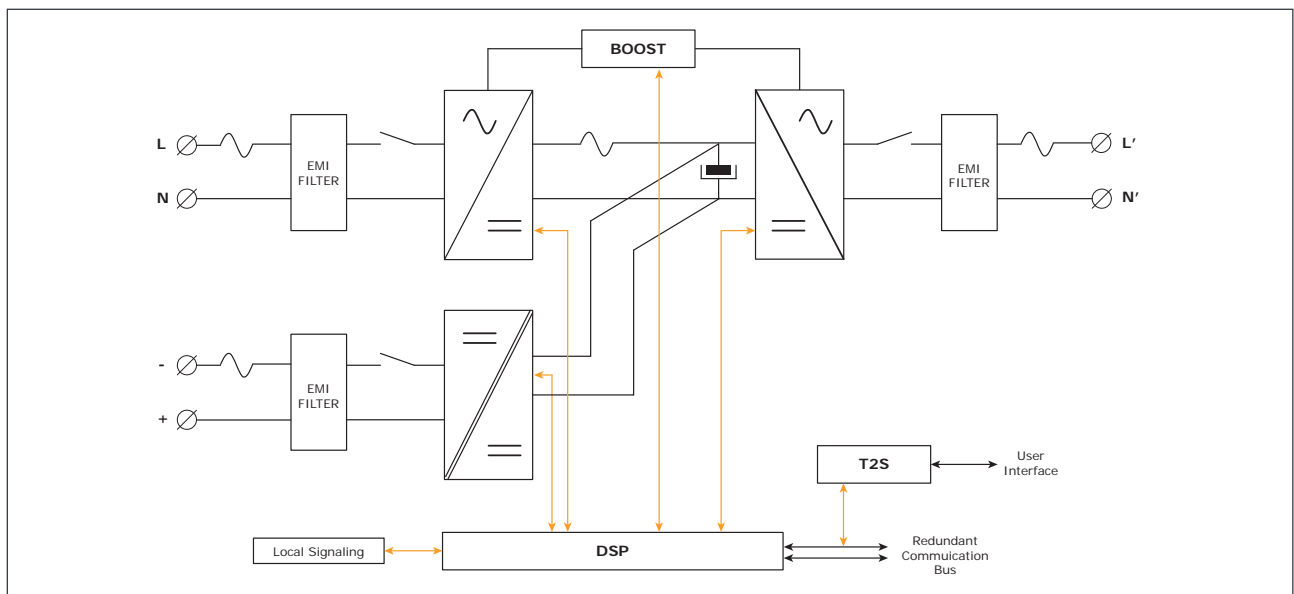 BOOST
L
EMI
FILTER
N
L'
EMI
FILTER
N'
-
EMI
FILTER
+
T2S
User
Interface
Local Signaling
DSP
Redundant
Commuication
Bus